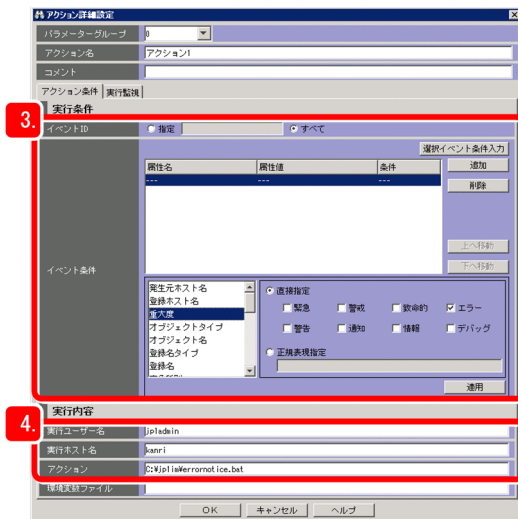 アクション詳細設定
パラメーターグループ 0
アクション名 アクション1
コメント
アクション条件 実行監視
3.
実行条件
イベントID 指定 すべて
選択イベント条件入力
属性名 属性値 条件 追加
--- --- ---
削除
上へ移動
下へ移動
イベント条件
発生元ホスト名
登録ホスト名
重大度
オブジェクトタイプ
オブジェクト名
登録名タイプ
登録名
直接指定
緊急 警戒 致命的 エラー
警告 通知 情報 デバッグ
正規表現指定
適用
4.
実行内容
実行ユーザー名 jp1admin
実行ホスト名 kanri
アクション C:¥jp1im¥errornotice.bat
環境変数ファイル
OK キャンセル ヘルプ